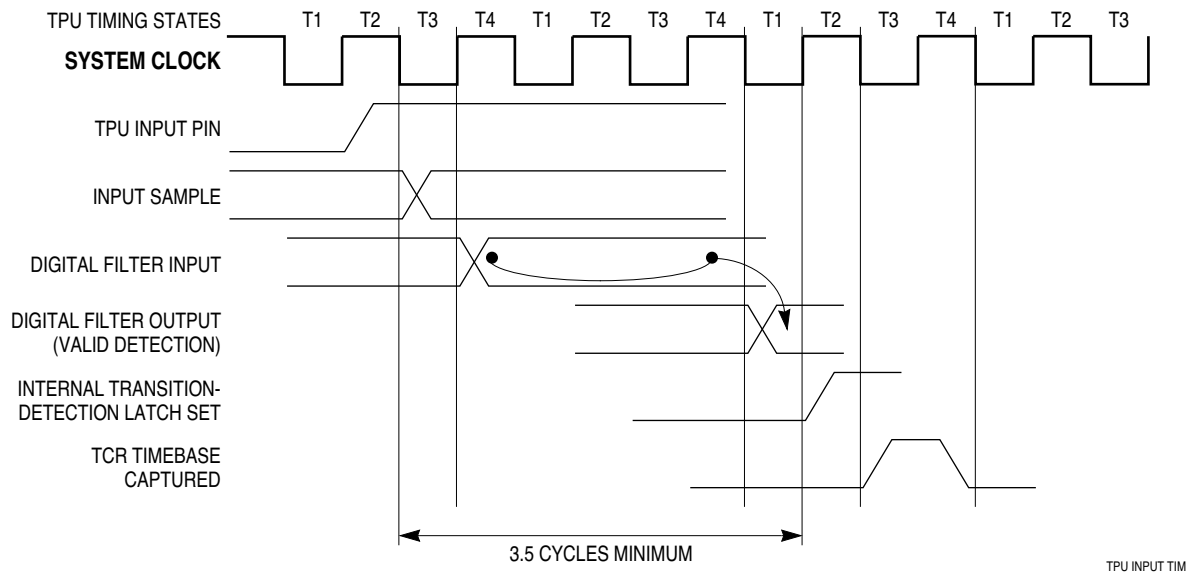 TPU TIMING STATES T1 T2 T3 T4 T1 T2 T3 T4 T1 T2 T3 T4 T1 T2 T3
SYSTEM CLOCK
TPU INPUT PIN
INPUT SAMPLE
DIGITAL FILTER INPUT
DIGITAL FILTER OUTPUT
(VALID DETECTION)
INTERNAL TRANSITION-
DETECTION LATCH SET
TCR TIMEBASE
CAPTURED
3.5 CYCLES MINIMUM
TPU INPUT TIM